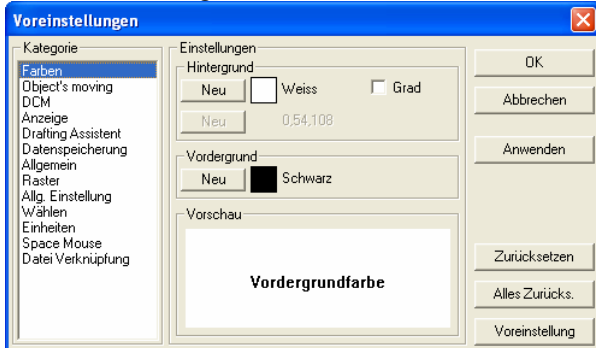 Voreinstellungen
Kategorie
Farben
Object's moving
DCM
Anzeige
Drafting Assistent
Datenspeicherung
Allgemein
Raster
Allg. Einstellung
Wählen
Einheiten
Space Mouse
Datei Verknüpfung
Einstellungen
Hintergrund
Neu Weiss Grad
Neu 0,54,108
Vordergrund
Neu Schwarz
Vorschau
Vordergrundfarbe
OK
Abbrechen
Anwenden
Zurücksetzen
Alles Zurücks.
Voreinstellung